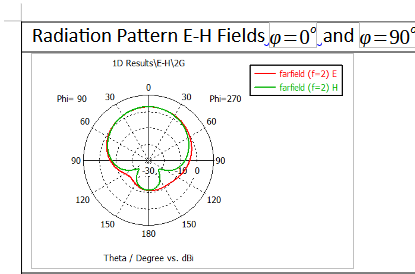 Radiation Pattern E-H Fields φ=0° and φ=90°
1D Results\E-H\2G
farfield (f=2) E
farfield (f=2) H
0
30 30
Phi= 90 Phi=270
60 60
90 -30 -10 0 90
120 120
150 150
180
Theta / Degree vs. dBi